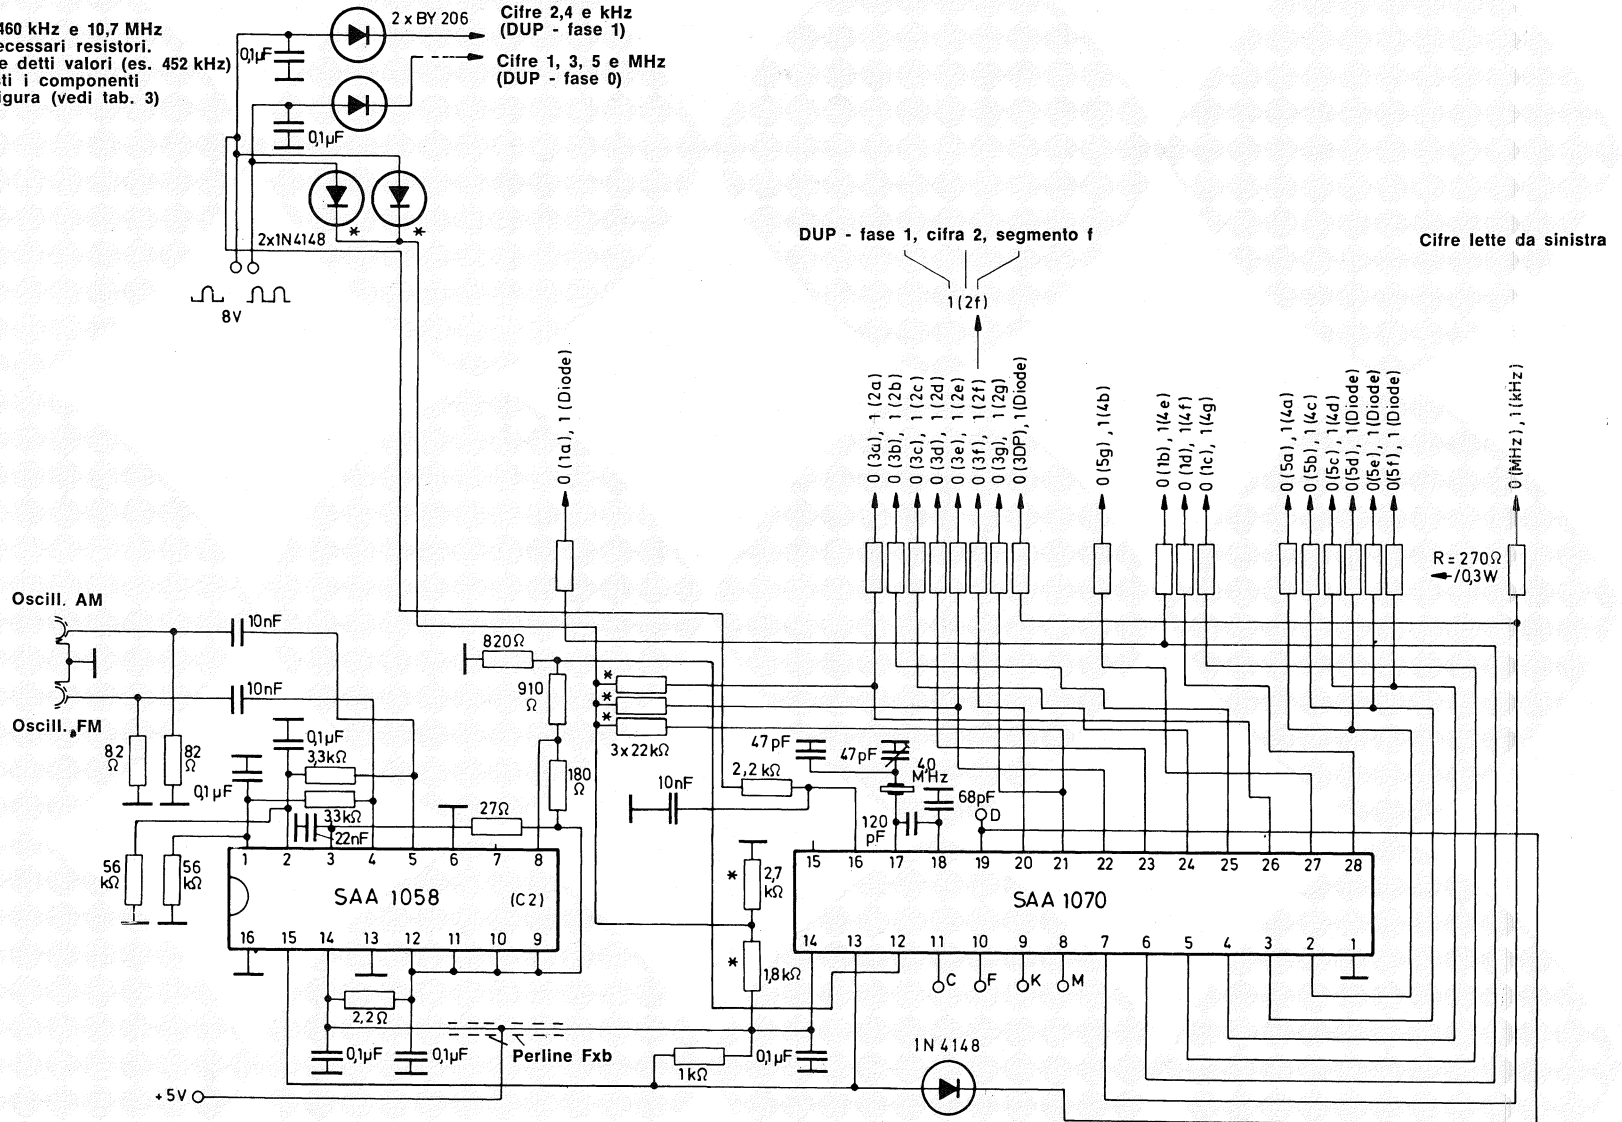 460 kHz e 10,7 MHz
ecessari resistori.
e detti valori (es. 452 kHz)
sti i componenti
igura (vedi tab. 3)
2 x BY 206
Cifre 2,4 e kHz
(DUP - fase 1)
Cifre 1, 3, 5 e MHz
(DUP - fase 0)
0,1µF
0,1µF
*
*
2x1N4148
8V
DUP - fase 1, cifra 2, segmento f
1(2f)
Cifre lette da sinistra
0 (1a), 1 (Diode)
0 (3a), 1 (2a)
0 (3b), 1 (2b)
0 (3c), 1 (2c)
0 (3d), 1 (2d)
0 (3e), 1 (2e)
0 (3f), 1 (2f)
0 (3g), 1 (2g)
0 (3DP), 1 (Diode)
0 (5g), 1 (4b)
0 (1b), 1(4e)
0 (1d), 1(4f)
0 (1c), 1(4g)
0 (5a), 1 (4a)
0 (5b), 1 (4c)
0 (5c), 1 (4d)
0(5d), 1 (Diode)
0(5e), 1 (Diode)
0(5f), 1 (Diode)
0(MHz), 1(kHz)
R = 270Ω
/0,3W
Oscill. AM
10nF
10nF
Oscill. FM
82
Ω
82
Ω
0,1µF
0,1µF
3,3kΩ
33kΩ
22nF
56
kΩ
56
kΩ
820Ω
910
Ω
180
Ω
27Ω
*
*
*
3x22kΩ
10nF
2,2 kΩ
47pF
47pF
4,0
MHz
68pF
120
pF
D
1 2 3 4 5 6 7 8
SAA 1058
(C2)
16 15 14 13 12 11 10 9
* 2,7
kΩ
* 1,8kΩ
15 16 17 18 19 20 21 22 23 24 25 26 27 28
SAA 1070
14 13 12 11 10 9 8 7 6 5 4 3 2 1
C F K M
2,2Ω
0,1µF
0,1µF
Perline Fxb
1kΩ
0,1µF
1N 4148
+5V